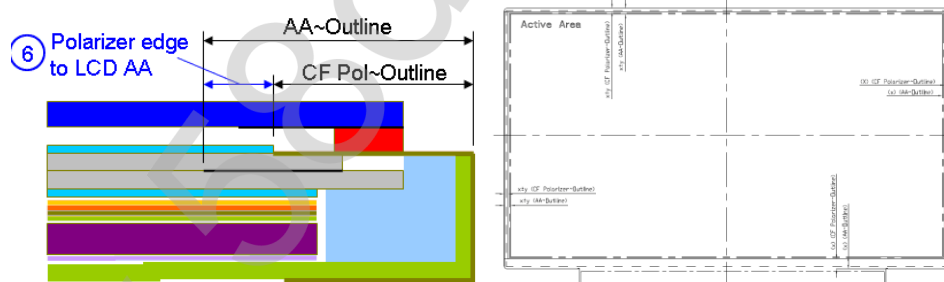 AA~Outline
6
Polarizer edge
to LCD AA
CF Pol~Outline
Active Area
x±y (CF Polarizer-Outline)
x±y (AA-Outline)
(X) (CF Polarizer-Outline)
(x) (AA-Outline)
x±y (CF Polarizer-Outline)
x±y (AA-Outline)
(x) (CF Polarizer-Outline)
(x) (AA-Outline)